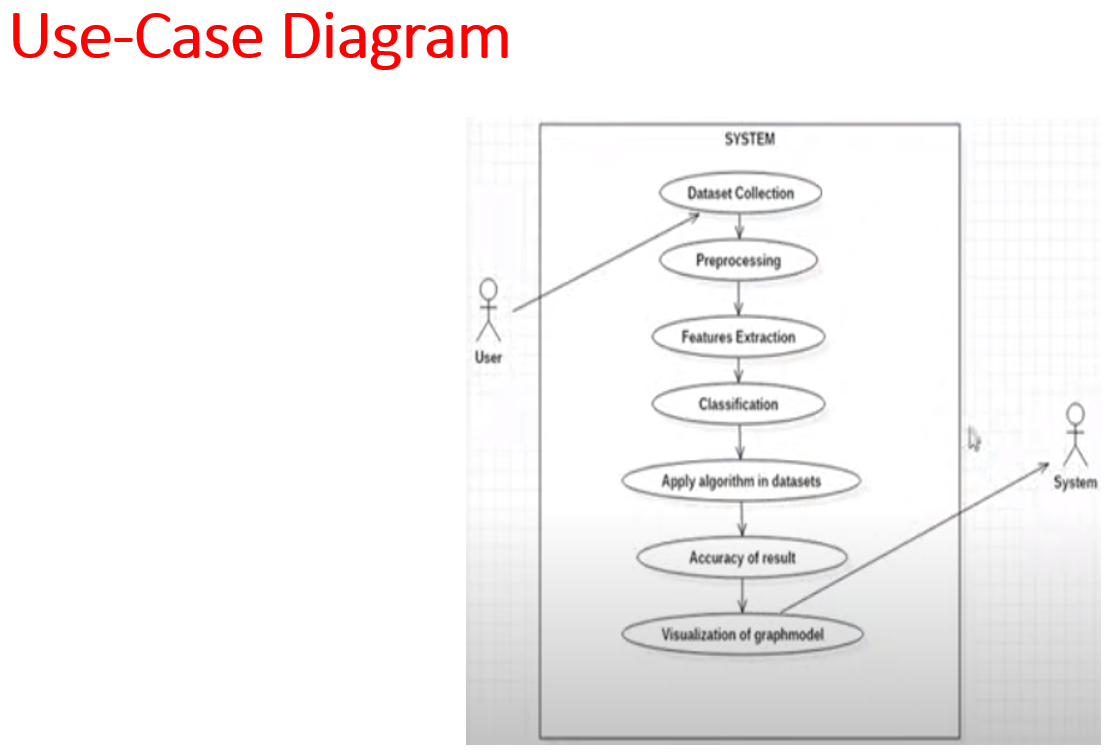 Use-Case Diagram
SYSTEM
Dataset Collection
Preprocessing
Features Extraction
User
Classification
Apply algorithm in datasets
System
Accuracy of result
Visualization of graphmodel